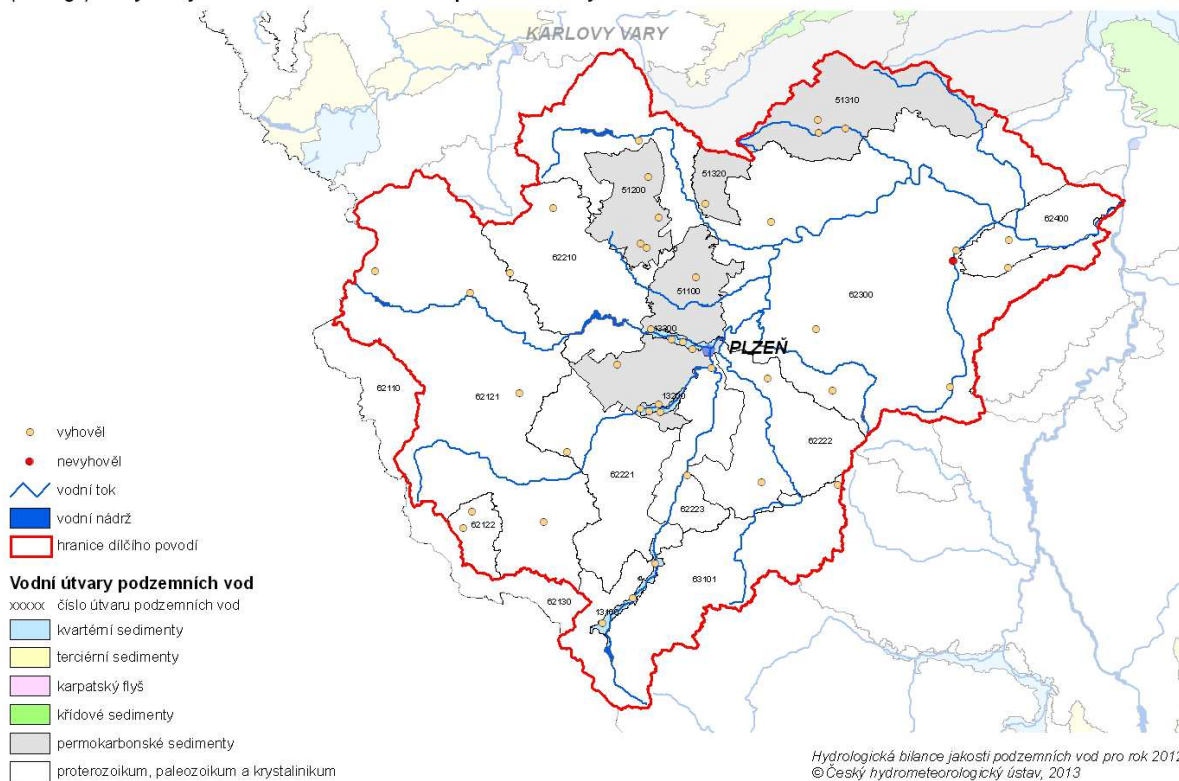 KARLOVY VARY
51310
51200
51320
62400
62210
51100
62300
43300
PLZEŇ
62110
62121
62222
62221
62122
62223
62130
63101
vyhověl
nevyhověl
vodní tok
vodní nádrž
hranice dílčího povodí
Vodní útvary podzemních vod
xxxxx číslo útvaru podzemních vod
kvartérní sedimenty
terciérní sedimenty
karpatský flyš
křídové sedimenty
permokarbonské sedimenty
proterozoikum, paleozoikum a krystalinikum
Hydrologická bilance jakosti podzemních vod pro rok 2012
© Český hydrometeorologický ústav, 2013